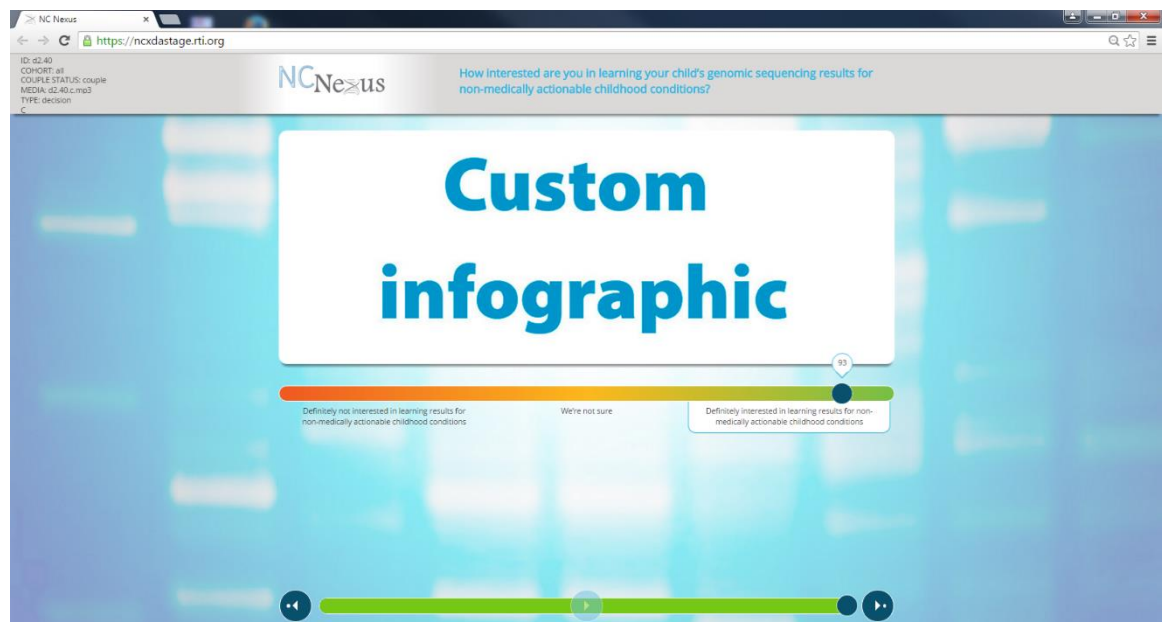 NC Nexus
https://ncxdastage.rti.org
ID: d2.40
COHORT: all
COUPLE STATUS: couple
MEDIA: d2.40.c.mp3
TYPE: decision
C
NCNexus
How interested are you in learning your child's genomic sequencing results for
non-medically actionable childhood conditions?
Custom
infographic
93
Definitely not interested in learning results for
non-medically actionable childhood conditions
We're not sure
Definitely interested in learning results for non-
medically actionable childhood conditions